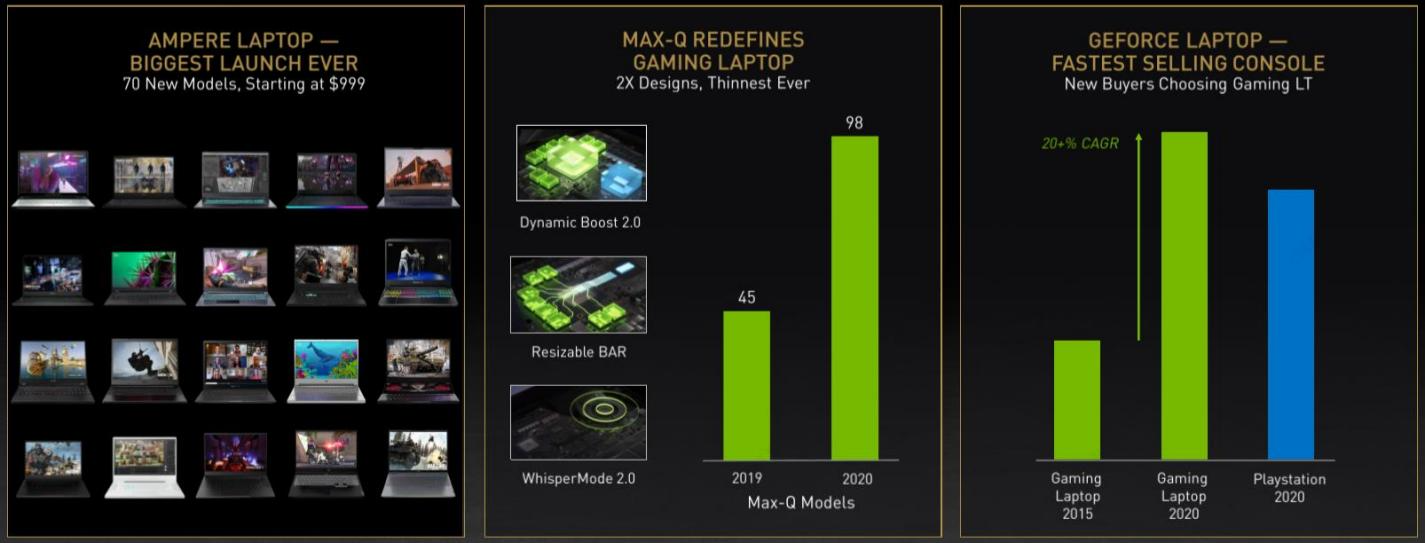 AMPERE LAPTOP —
BIGGEST LAUNCH EVER
70 New Models, Starting at $999
MAX-Q REDEFINES
GAMING LAPTOP
2X Designs, Thinnest Ever
Dynamic Boost 2.0
Resizable BAR
WhisperMode 2.0
45
98
2019
2020
Max-Q Models
GEFORCE LAPTOP —
FASTEST SELLING CONSOLE
New Buyers Choosing Gaming LT
20+% CAGR
Gaming
Laptop
2015
Gaming
Laptop
2020
Playstation
2020